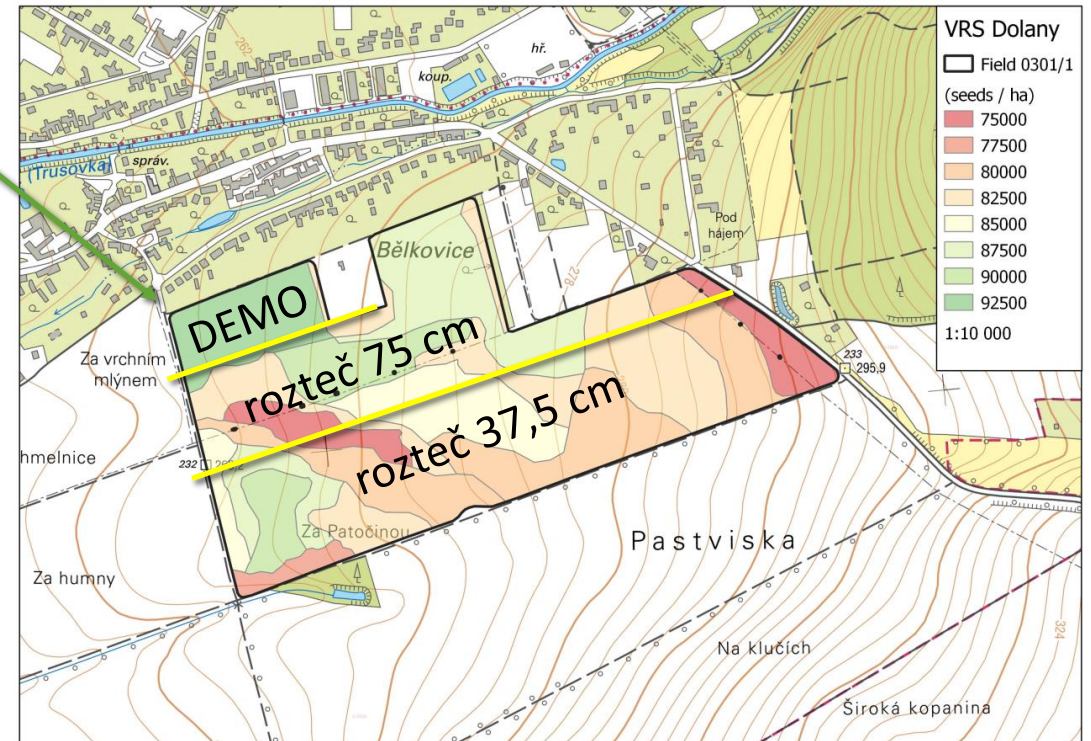 VRS Dolany
Field 0301/1
(seeds / ha)
75000
77500
80000
82500
85000
87500
90000
92500
1:10 000
262
hř.
koup.
správ.
(Trusovka)
Pod
hájem
Bělkovice
278
DEMO
rozteč 75 cm
rozteč 37,5 cm
Za vrchním
mlýnem
233
295,9
hmelnice
232
Za Patočinou
Pastviska
Za humny
Na klučích
324
Široká kopanina